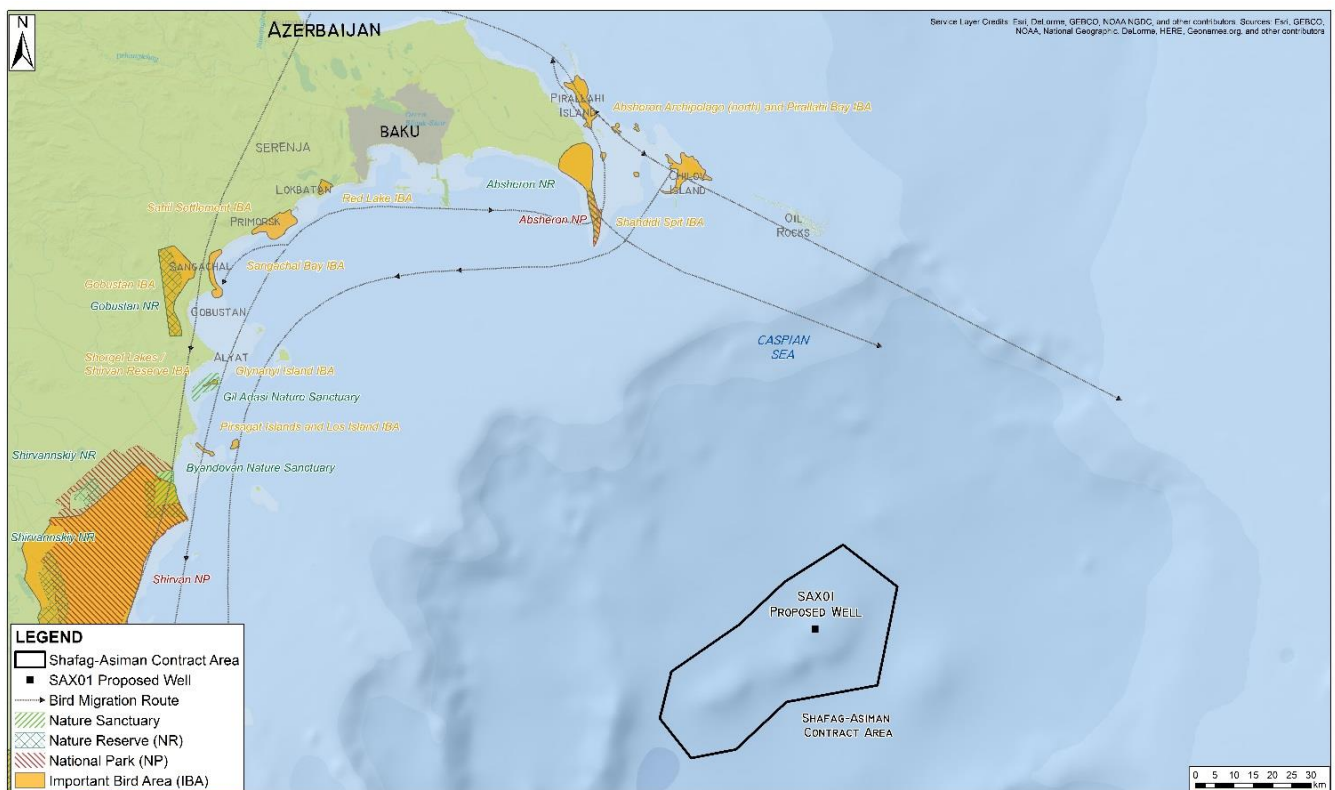 N
AZERBAIJAN
Service Layer Credits: Esri, DeLorme, GEBCO, NOAA NGDC, and other contributors. Sources: Esri, GEBCO,
NOAA, National Geographic, DeLorme, HERE, Geonames.org, and other contributors
PIRALLAHI
ISLAND
Absheron Archipelago (north) and Pirallahi Bay IBA
BAKU
SERENJA
CHILOV
ISLAND
Absheron NR
LOKBATAN
Red Lake IBA
Sahil Settlement IBA
PRIMORSK
Absheron NP
Shahdidi Spit IBA
OIL
ROCKS
SANGACHAL
Sangachal Bay IBA
Gobustan IBA
Gobustan NR
GOBUSTAN
CASPIAN
SEA
Shorgel Lakes /
Shirvan Reserve IBA
ALYAT
Glynanyi Island IBA
Gil Adasi Nature Sanctuary
Pirsagat Islands and Los Island IBA
Shirvannskiy NR
Byandovan Nature Sanctuary
Shirvannskiy NR
Shirvan NP
SAX01
PROPOSED WELL
SHAFAG-ASIMAN
CONTRACT AREA
LEGEND
Shafag-Asiman Contract Area
SAX01 Proposed Well
Bird Migration Route
Nature Sanctuary
Nature Reserve (NR)
National Park (NP)
Important Bird Area (IBA)
0 5 10 15 20 25 30
km